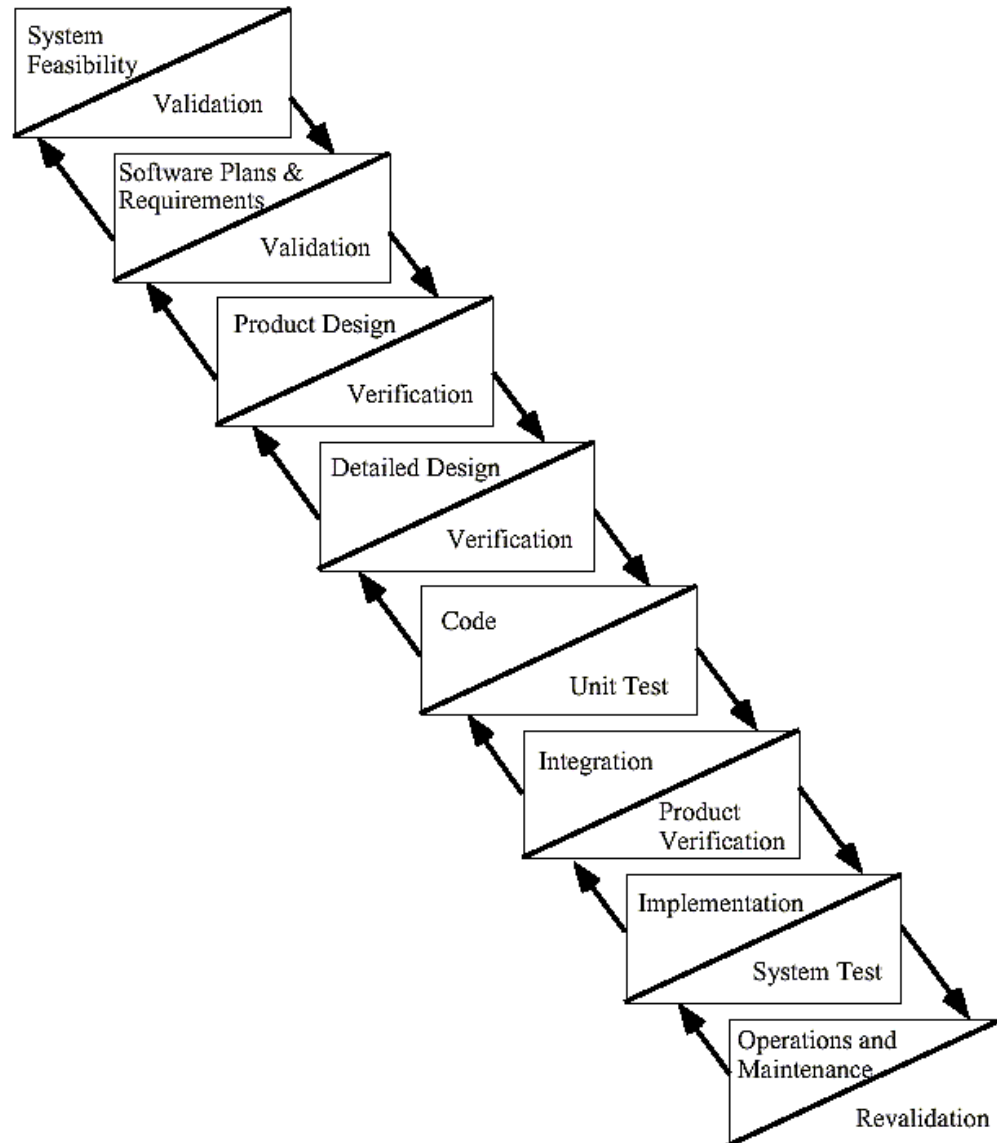 System
Feasibility
Validation
Software Plans &
Requirements
Validation
Product Design
Verification
Detailed Design
Verification
Code
Unit Test
Integration
Product
Verification
Implementation
System Test
Operations and
Maintenance
Revalidation